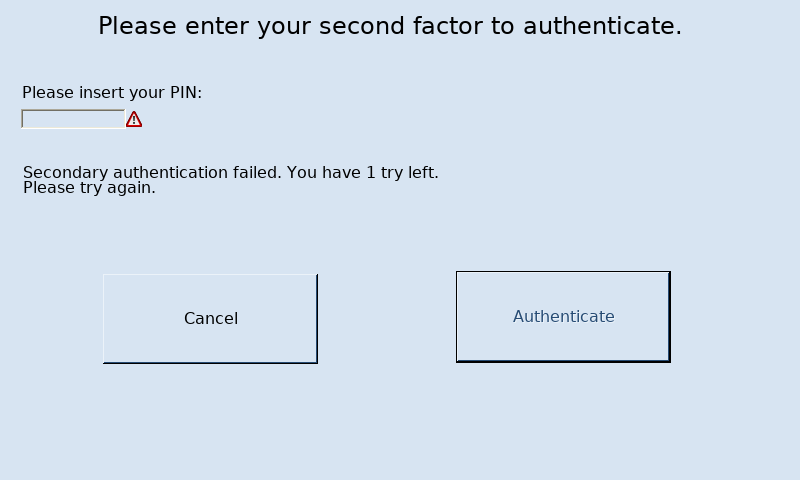 Please enter your second factor to authenticate.
Please insert your PIN:
Secondary authentication failed. You have 1 try left.
Please try again.
Cancel
Authenticate